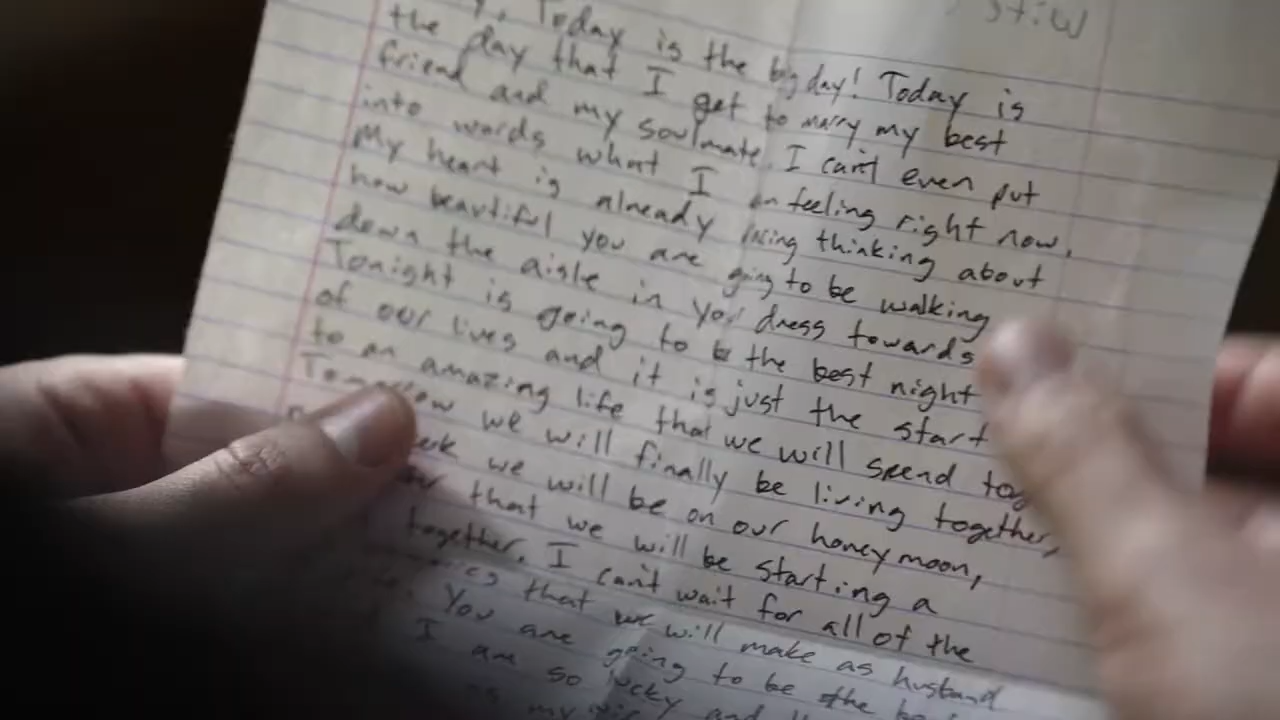 Today is the big day! Today is
the day that I get to marry my best
friend and my soulmate. I can't even put
into words what I am feeling right now.
My heart is already racing thinking about
how beautiful you are going to be walking
down the aisle in your dress towards
Tonight is going to be the best night
of our lives and it is just the start
to an amazing life that we will spend
Tomorrow we will finally be living together,
we will be on our honeymoon,
that we will be starting a
together. I can't wait for all of the
that we will make as husband
You are going to be the
I am so lucky and
as my